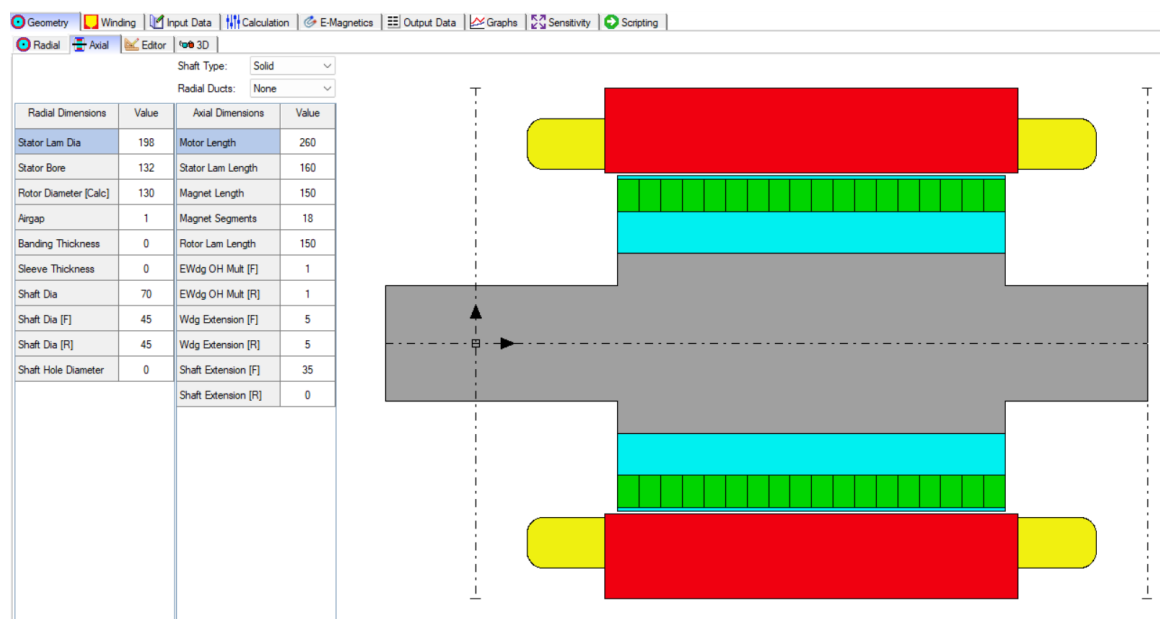 Geometry Winding Input Data Calculation E-Magnetics Output Data Graphs Sensitivity Scripting
Radial Axial Editor 3D
Shaft Type: Solid
Radial Ducts: None
Radial Dimensions Value Axial Dimensions Value
Stator Lam Dia 198 Motor Length 260
Stator Bore 132 Stator Lam Length 160
Rotor Diameter [Calc] 130 Magnet Length 150
Airgap 1 Magnet Segments 18
Banding Thickness 0 Rotor Lam Length 150
Sleeve Thickness 0 EWdg OH Mult [F] 1
Shaft Dia 70 EWdg OH Mult [R] 1
Shaft Dia [F] 45 Wdg Extension [F] 5
Shaft Dia [R] 45 Wdg Extension [R] 5
Shaft Hole Diameter 0 Shaft Extension [F] 35
Shaft Extension [R] 0